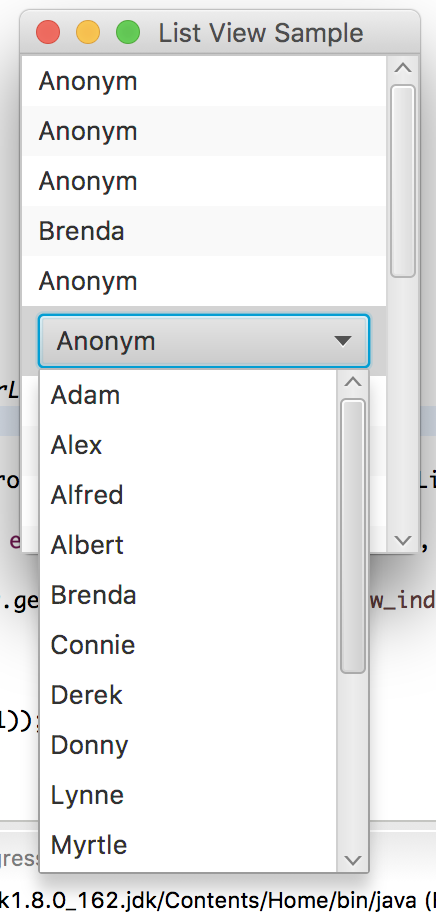 List View Sample
Anonym
Anonym
Anonym
Brenda
Anonym
Anonym
Adam
Alex
Alfred
Albert
Brenda
Connie
Derek
Donny
Lynne
Myrtle
rL
ro Li
e ,
.ge w_ind
l));
gress
k1.8.0_162.jdk/Contents/Home/bin/java (